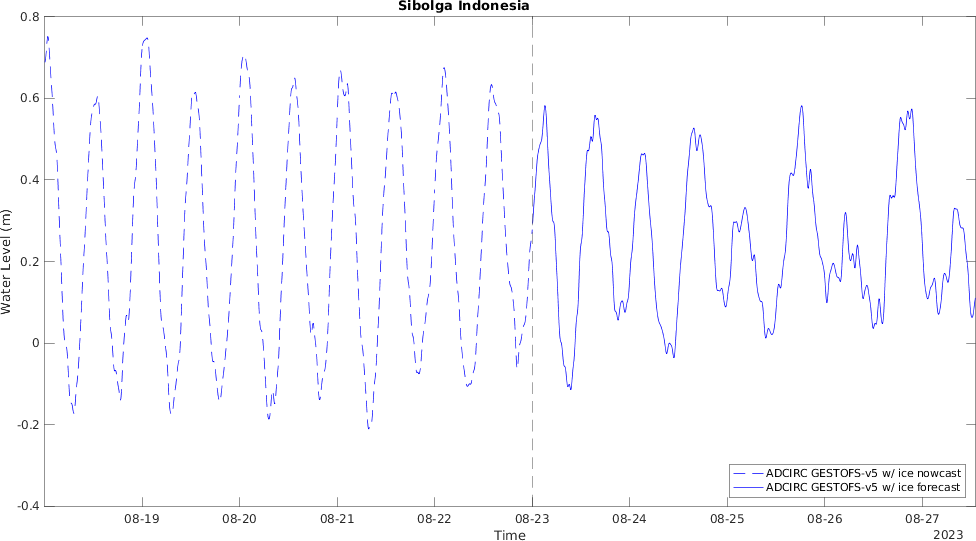 Sibolga Indonesia
0.8
0.6
0.4
0.2
0
-0.2
-0.4
Water Level (m)
08-19 08-20 08-21 08-22 08-23 08-24 08-25 08-26 08-27
Time
2023
ADCIRC GESTOFS-v5 w/ ice nowcast
ADCIRC GESTOFS-v5 w/ ice forecast